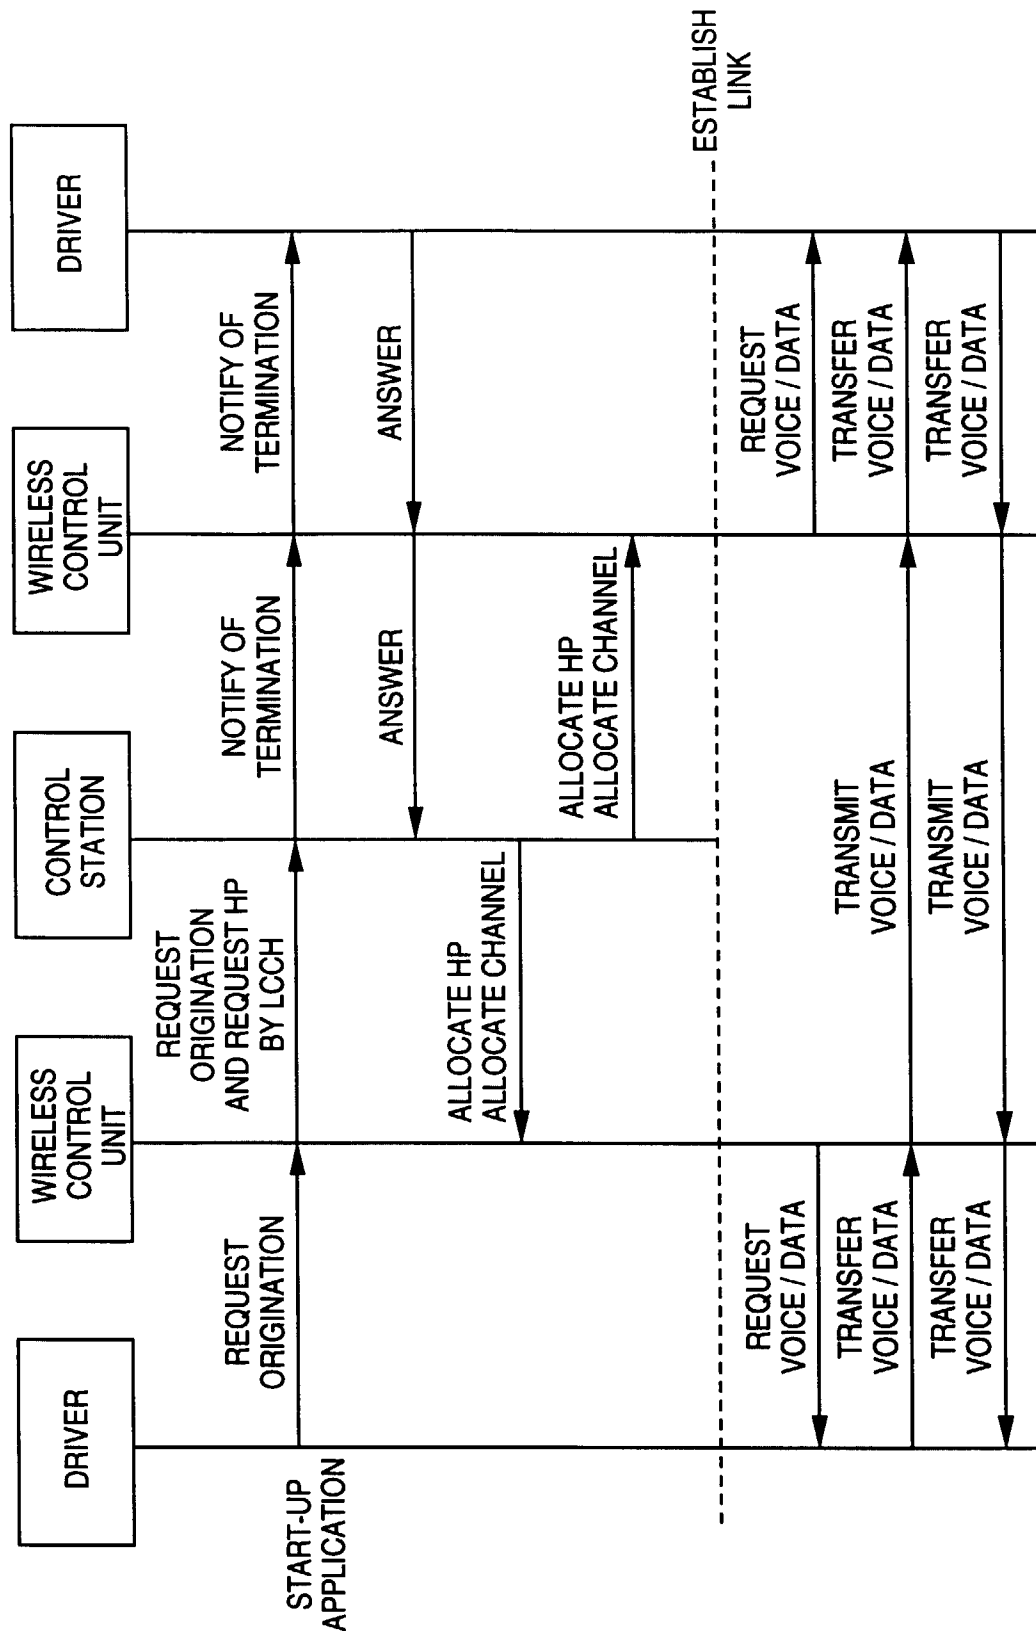 DRIVER
WIRELESS
CONTROL
UNIT
CONTROL
STATION
WIRELESS
CONTROL
UNIT
DRIVER
START-UP
APPLICATION
REQUEST
ORIGINATION
REQUEST
ORIGINATION
AND REQUEST HP
BY LCCH
NOTIFY OF
TERMINATION
NOTIFY OF
TERMINATION
ANSWER
ANSWER
ALLOCATE HP
ALLOCATE CHANNEL
ALLOCATE HP
ALLOCATE CHANNEL
ESTABLISH
LINK
REQUEST
VOICE / DATA
REQUEST
VOICE / DATA
TRANSFER
VOICE / DATA
TRANSMIT
VOICE / DATA
TRANSFER
VOICE / DATA
TRANSFER
VOICE / DATA
TRANSMIT
VOICE / DATA
TRANSFER
VOICE / DATA